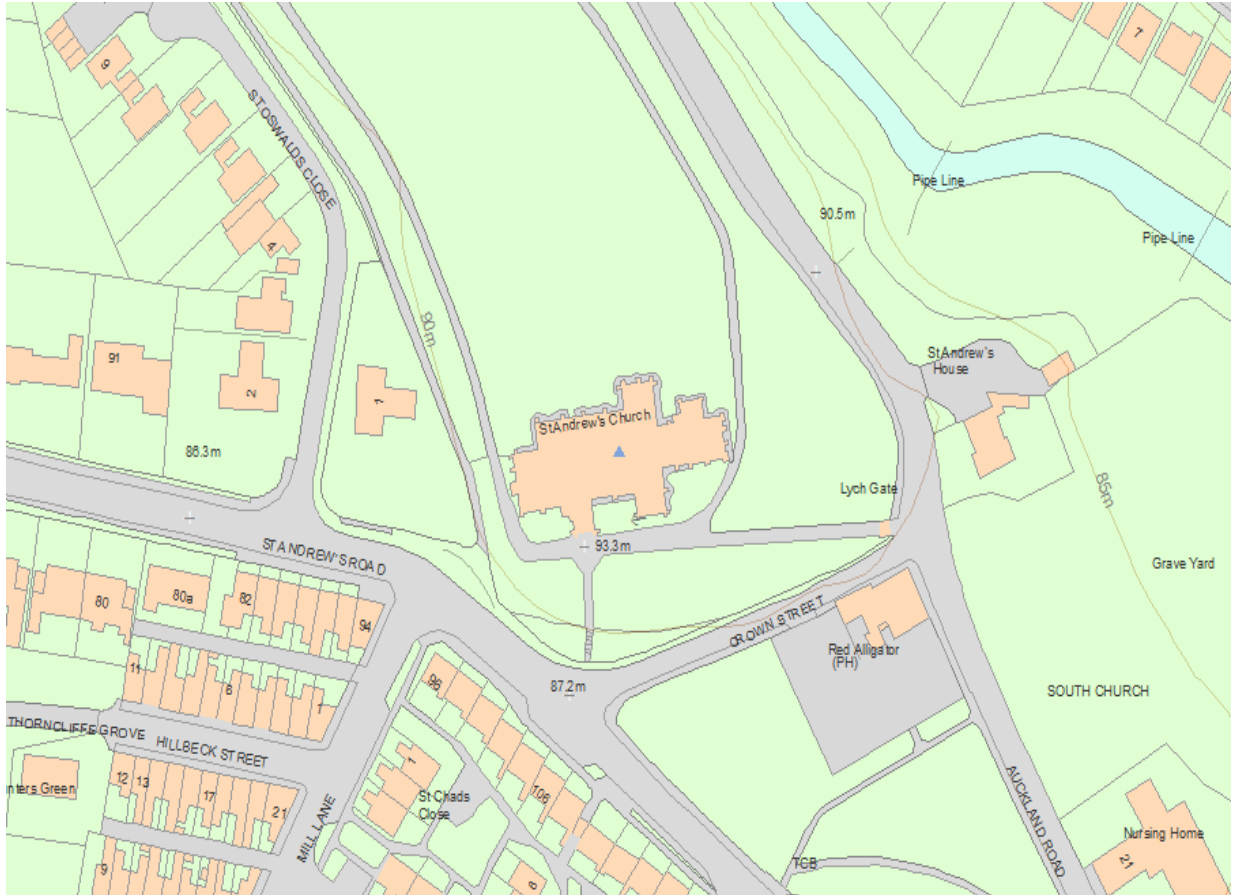 9
7
ST OSWALDS CLOSE
Pipe Line
90.5m
Pipe Line
4
90m
St Andrew's
House
91
2
1
St Andrew's Church
86.3m
Lych Gate
85m
93.3m
ST ANDREW'S ROAD
Grave Yard
80
80a
82
94
CROWN STREET
Red Alligator
(PH)
11
6
1
96
87.2m
SOUTH CHURCH
THORNCLIFFE GROVE
HILLBECK STREET
1
12
13
17
21
106
St Chads
Close
nters Green
MILL LANE
AUCKLAND ROAD
Nursing Home
21
TCB
9
8